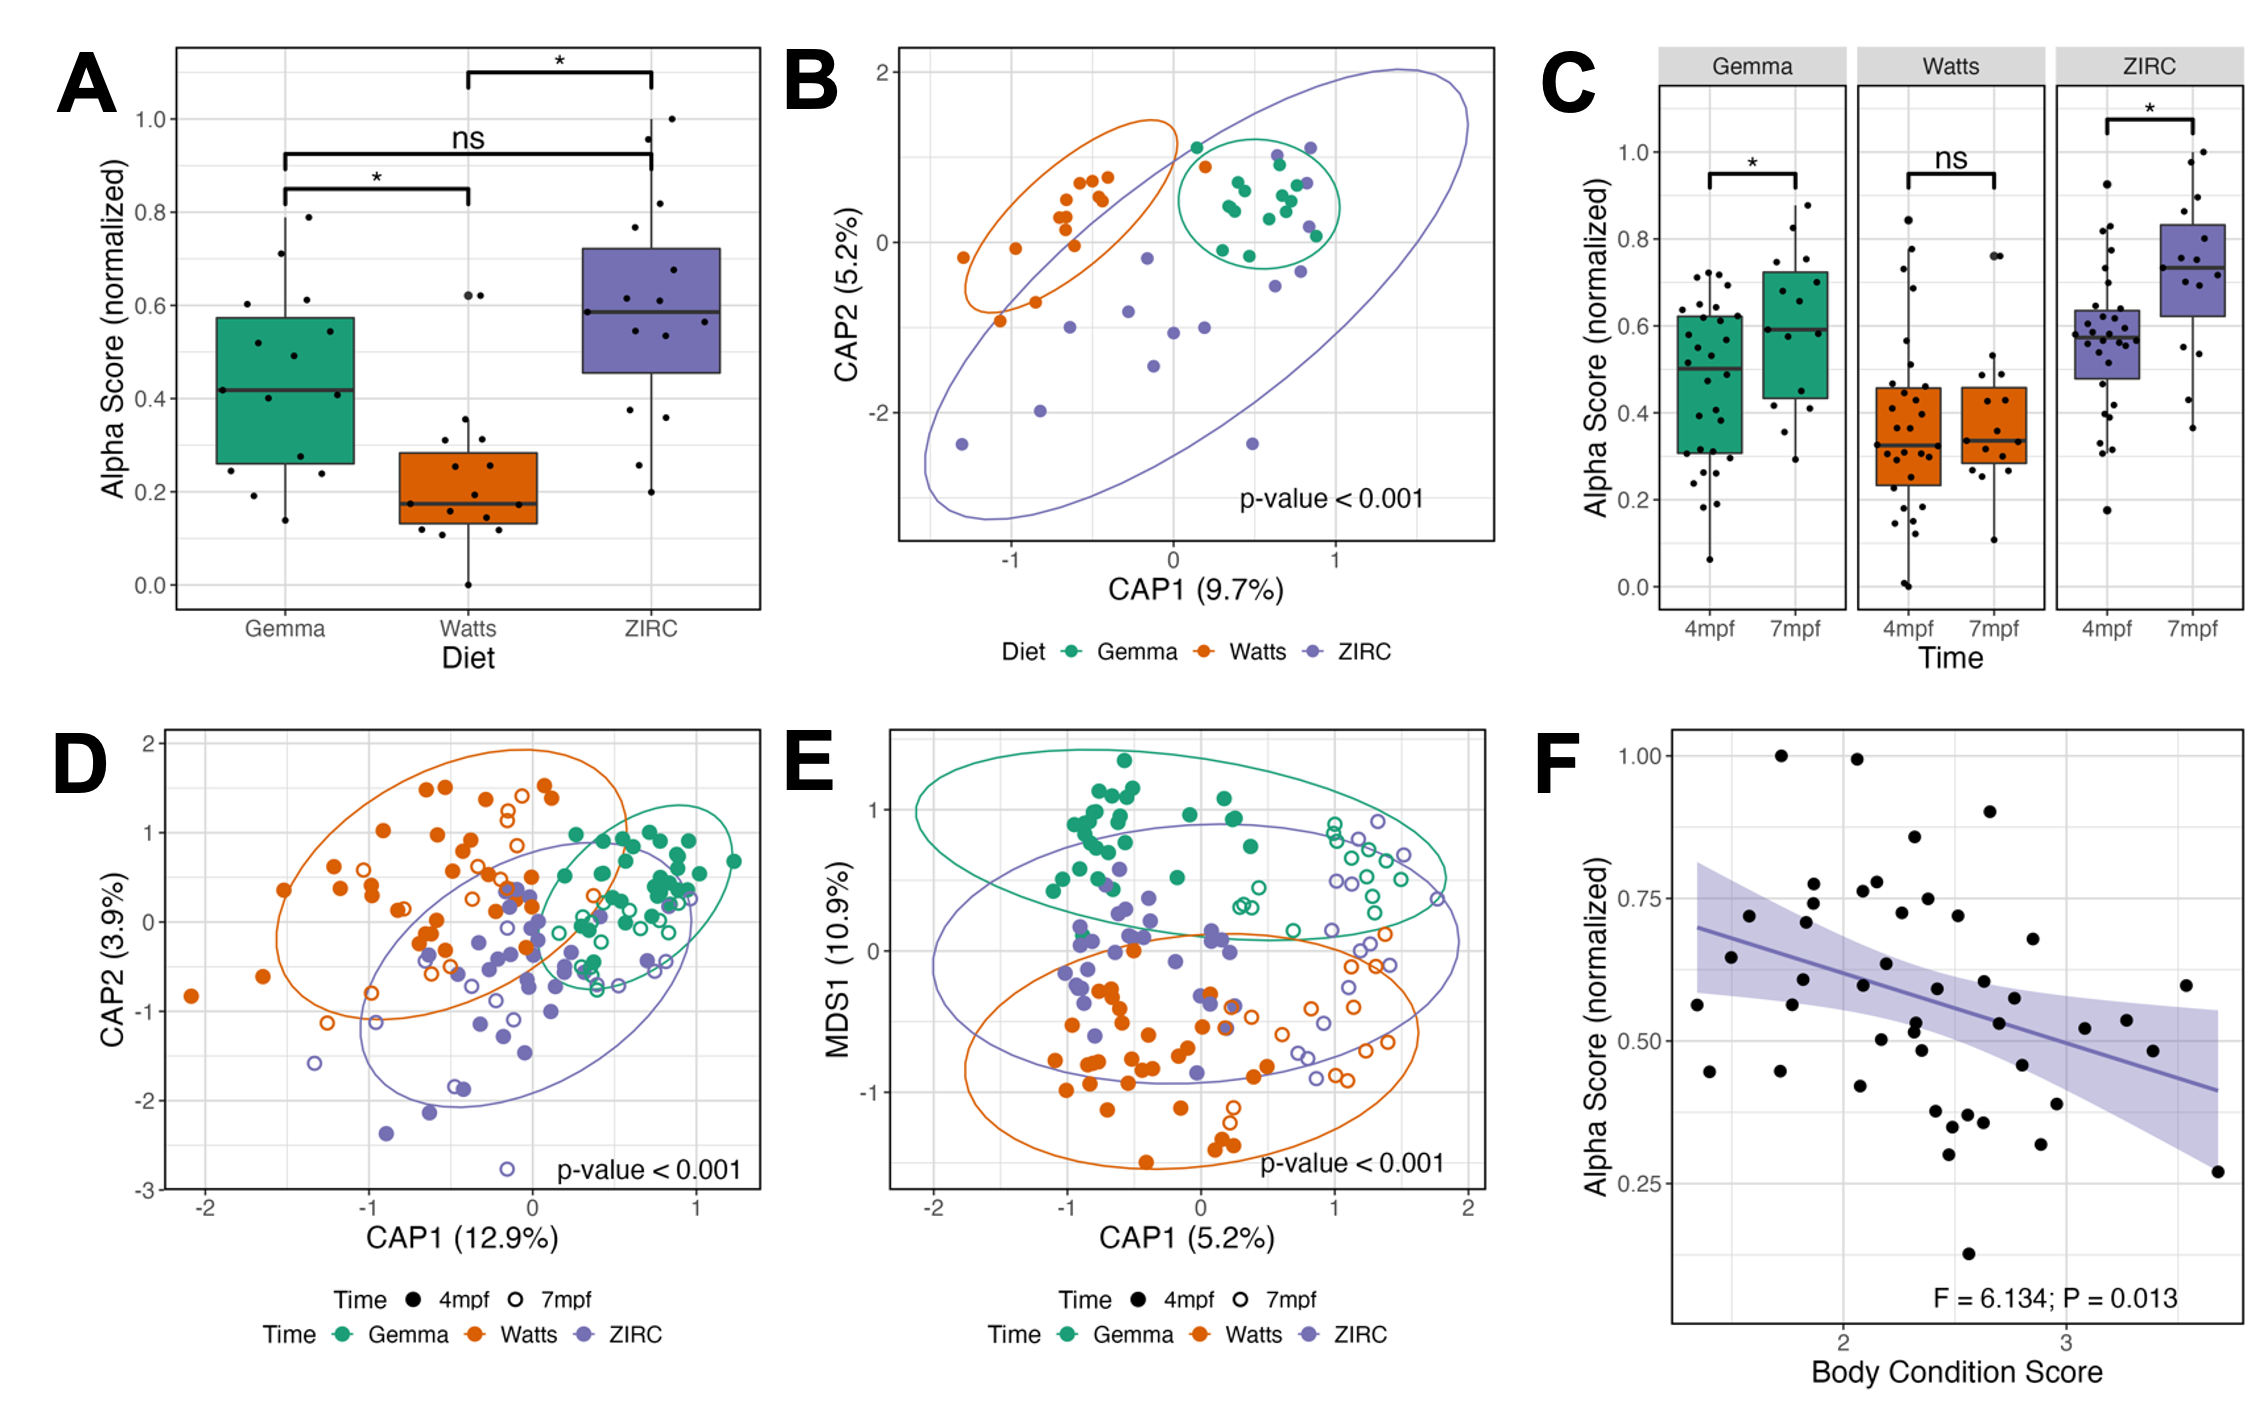 A
Alpha Score (normalized)
1.0
0.8
0.6
0.4
0.2
0.0
*
ns
*
Gemma Watts ZIRC
Diet
B
CAP2 (5.2%)
2
0
-2
p-value < 0.001
-1 0 1
CAP1 (9.7%)
Diet Gemma Watts ZIRC
C
Gemma Watts ZIRC
Alpha Score (normalized)
1.0
0.8
0.6
0.4
0.2
0.0
*
ns
*
4mpf 7mpf 4mpf 7mpf 4mpf 7mpf
Time
D
CAP2 (3.9%)
2
1
0
-1
-2
-3
p-value < 0.001
-2 -1 0 1
CAP1 (12.9%)
Time 4mpf 7mpf
Time Gemma Watts ZIRC
E
MDS1 (10.9%)
1
0
-1
p-value < 0.001
-2 -1 0 1 2
CAP1 (5.2%)
Time 4mpf 7mpf
Time Gemma Watts ZIRC
F
Alpha Score (normalized)
1.00
0.75
0.50
0.25
F = 6.134; P = 0.013
2 3
Body Condition Score